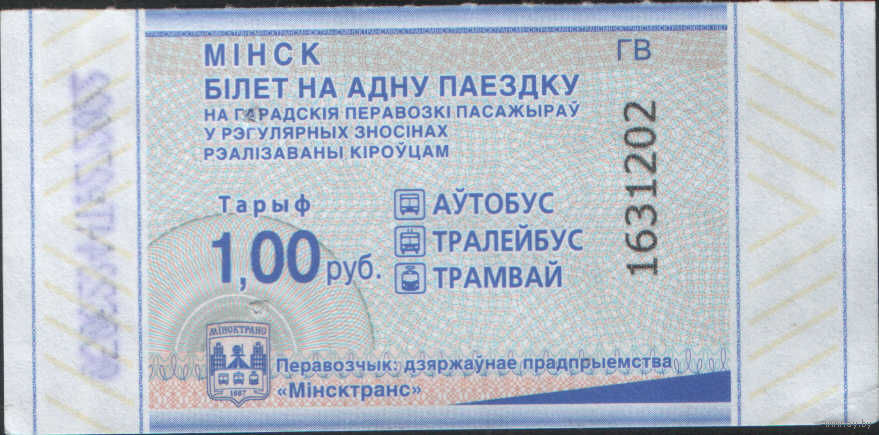 МІНСК
ГВ
БІЛЕТ НА АДНУ ПАЕЗДКУ
НА ГАРАДСКІЯ ПЕРАВОЗКІ ПАСАЖЫРАЎ
У РЭГУЛЯРНЫХ ЗНОСІНАХ
РЭАЛІЗАВАНЫ КІРОЎЦАМ
1631202
Тарыф
1,00 руб.
АЎТОБУС
ТРАЛЕЙБУС
ТРАМВАЙ
МІНСКТРАНС
Перавозчык: дзяржаўнае прадпрыемства
«Мінсктранс»